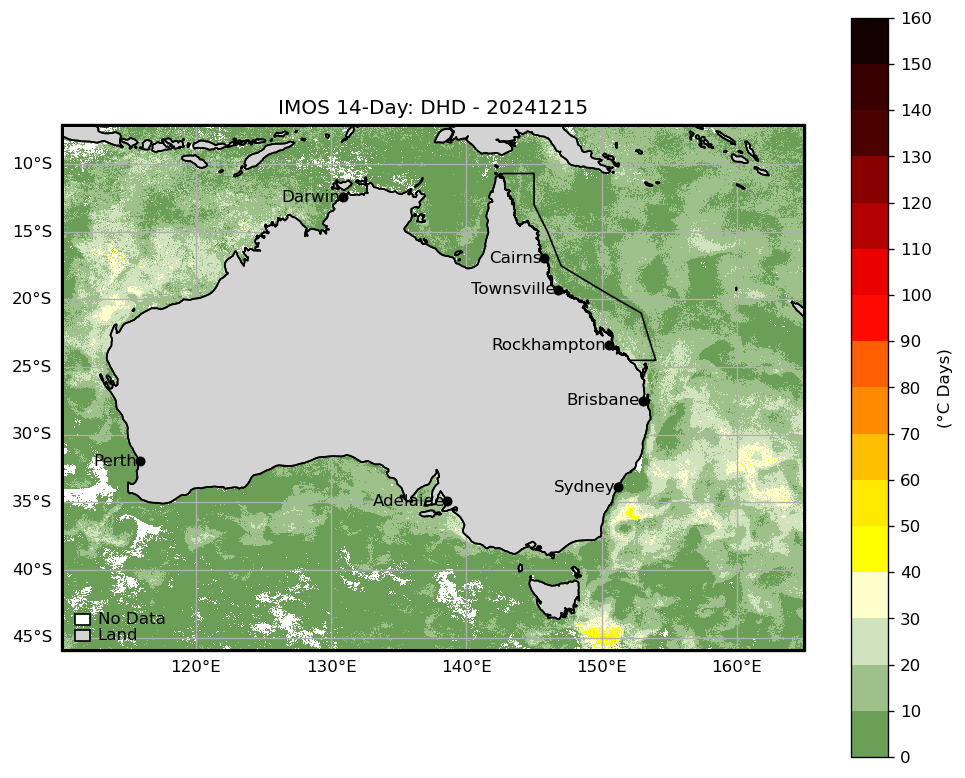 IMOS 14-Day: DHD - 20241215
10°S
15°S
20°S
25°S
30°S
35°S
40°S
45°S
120°E
130°E
140°E
150°E
160°E
Darwin
Cairns
Townsville
Rockhampton
Brisbane
Perth
Sydney
Adelaide
No Data
Land
160
150
140
130
120
110
100
90
80
70
60
50
40
30
20
10
0
(°C Days)